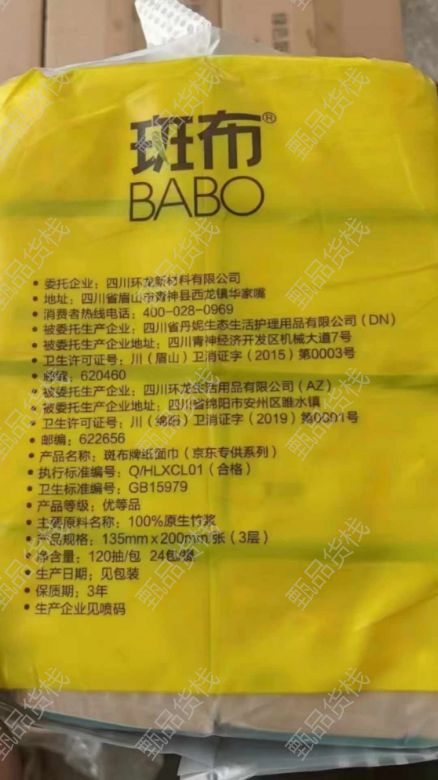 斑布®
BABO
• 委托企业：四川环龙新材料有限公司
• 地址：四川省眉山市青神县西龙镇华家嘴
• 消费者热线电话：400-028-0969
• 被委托生产企业：四川省丹妮生态生活护理用品有限公司（DN）
• 被委托生产企业地址：四川青神经济开发区机械大道7号
• 卫生许可证号：川（眉山）卫消证字（2015）第0003号
• 邮编：620460
• 被委托生产企业：四川环龙生活用品有限公司（AZ）
• 被委托生产企业地址：四川省绵阳市安州区雎水镇
• 卫生许可证号：川（绵阳）卫消证字（2019）第0001号
• 邮编：622656
• 产品名称：斑布牌纸面巾（京东专供系列）
• 执行标准编号：Q/HLXCL01（合格）
• 卫生标准编号：GB15979
• 产品等级：优等品
• 主要原料名称：100%原生竹浆
• 产品规格：135mm x 200mm/张（3层）
• 净含量：120抽/包 24包/箱
• 生产日期：见包装
• 保质期：3年
• 生产企业见喷码
甄品货栈